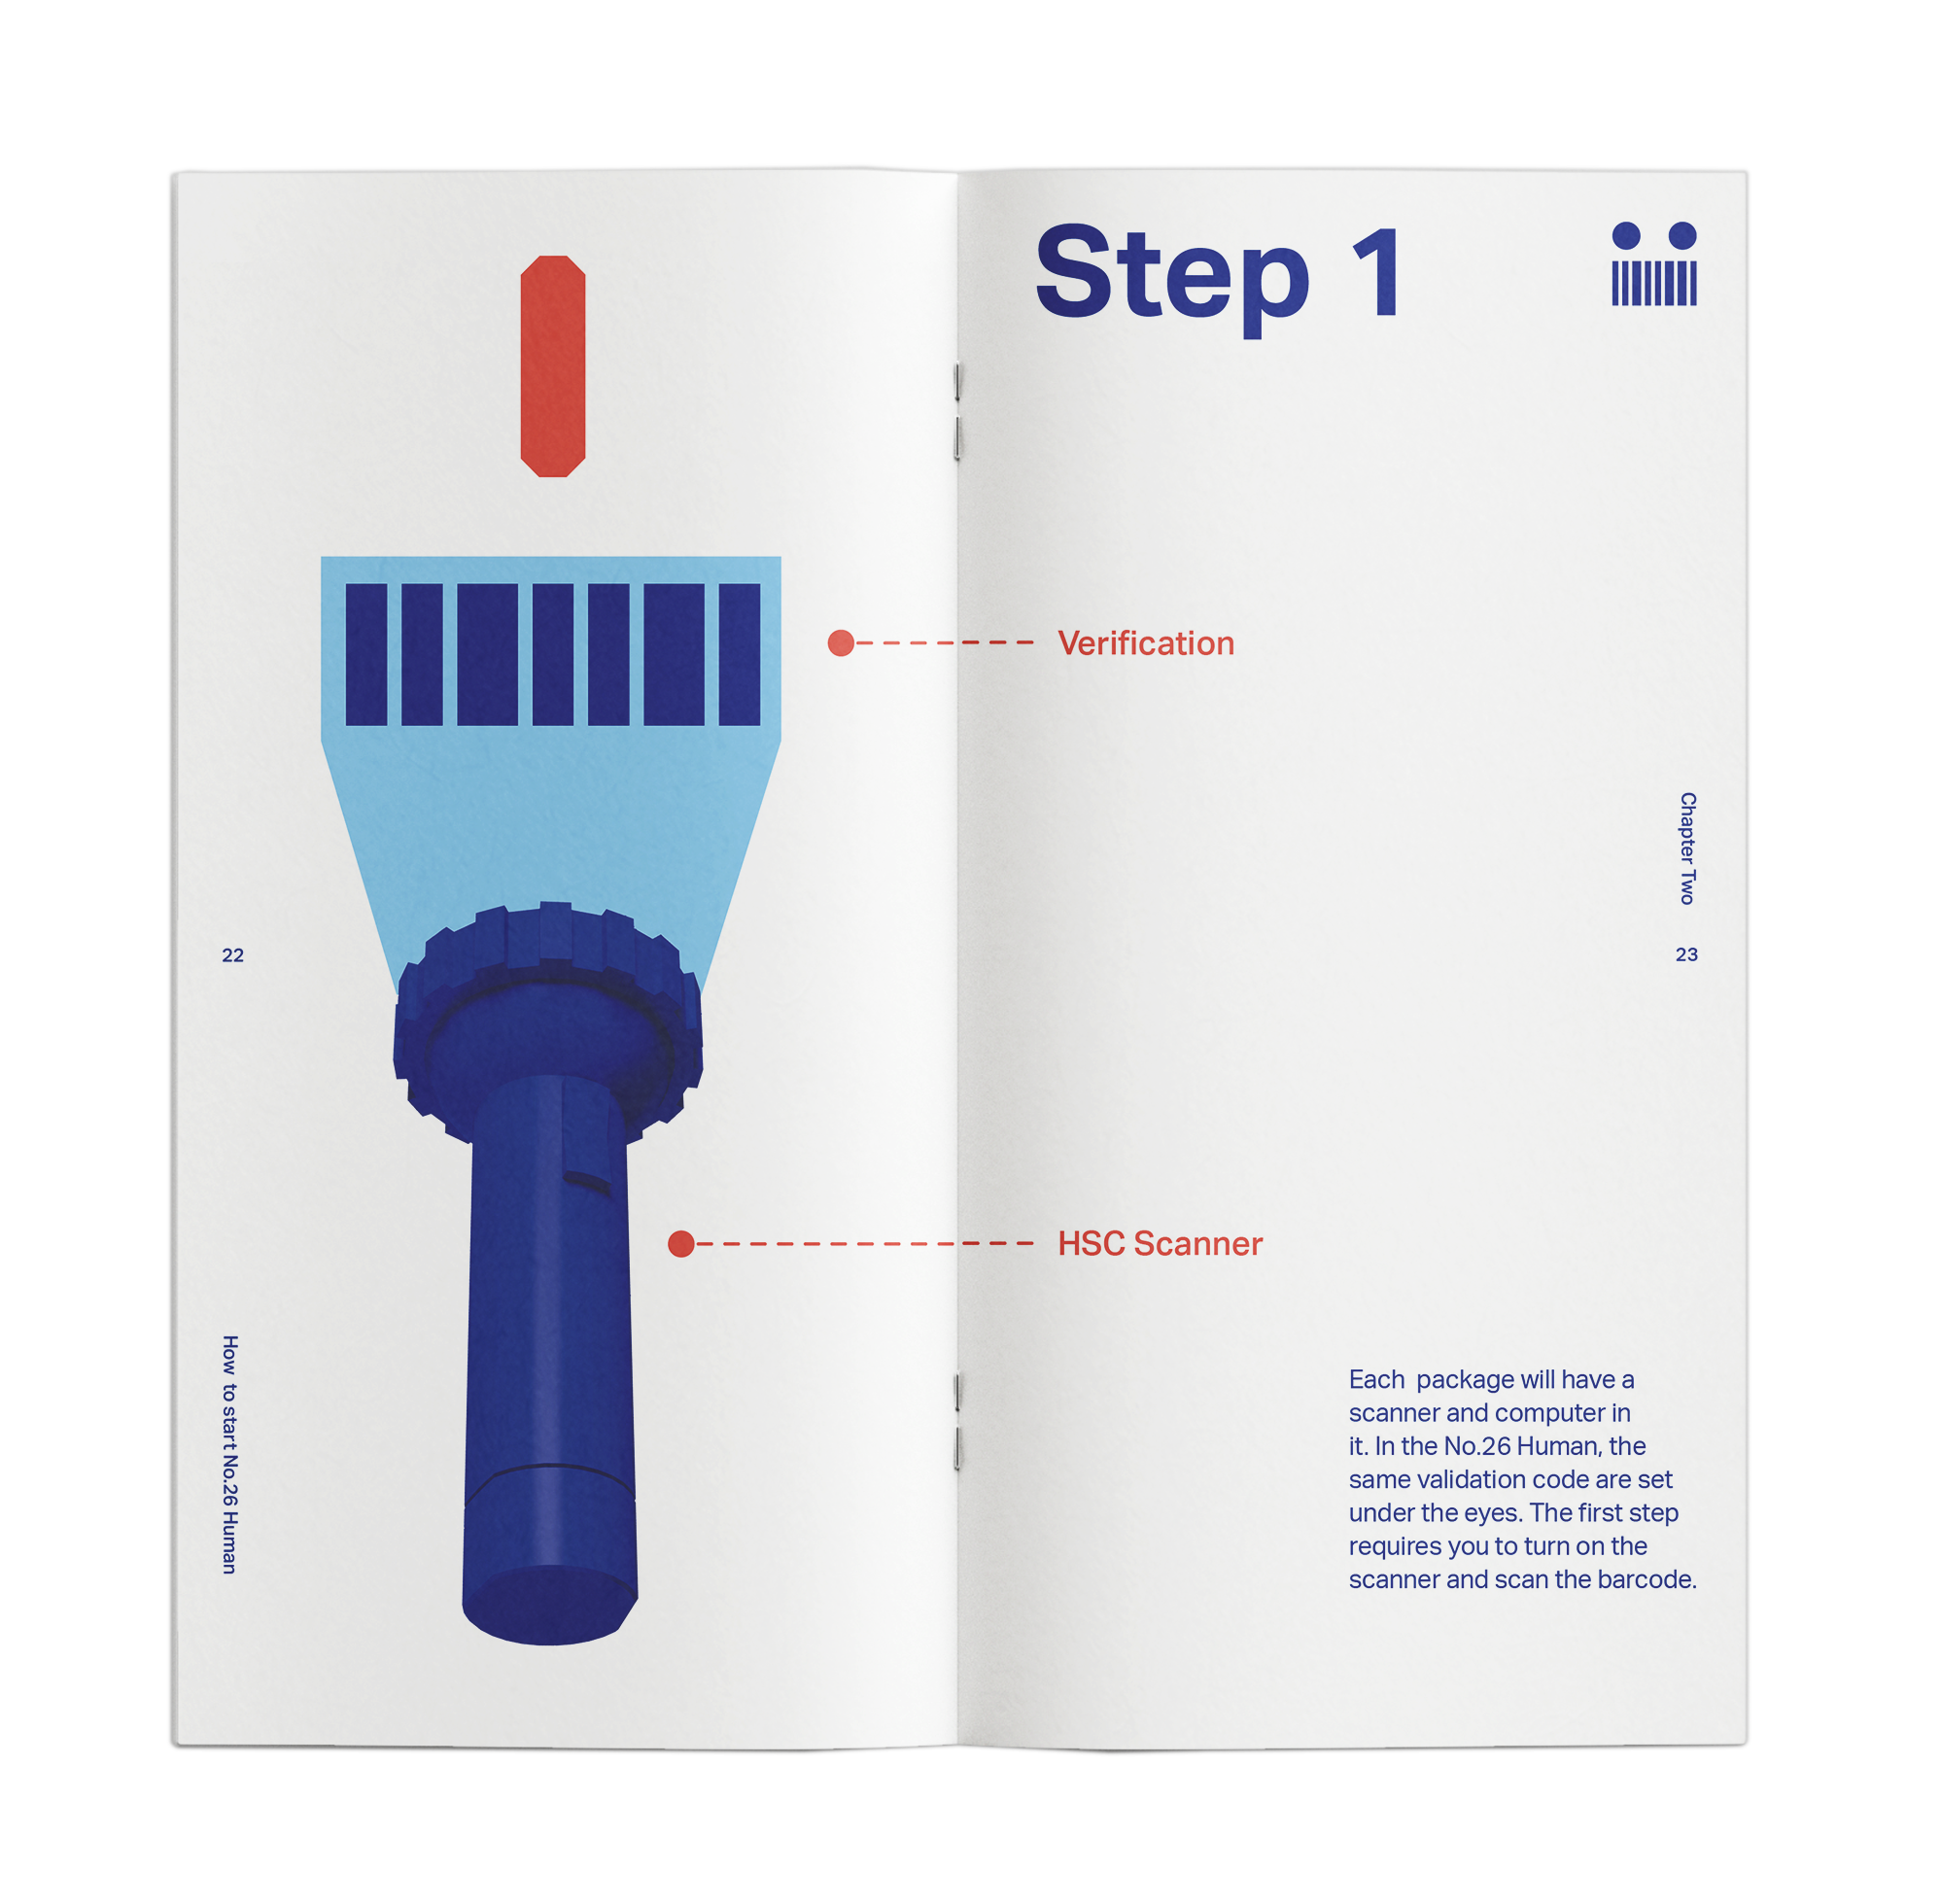 22
How to start No.26 Human
Step 1
Verification
HSC Scanner
Chapter Two
23
Each package will have a
scanner and computer in
it. In the No.26 Human, the
same validation code are set
under the eyes. The first step
requires you to turn on the
scanner and scan the barcode.